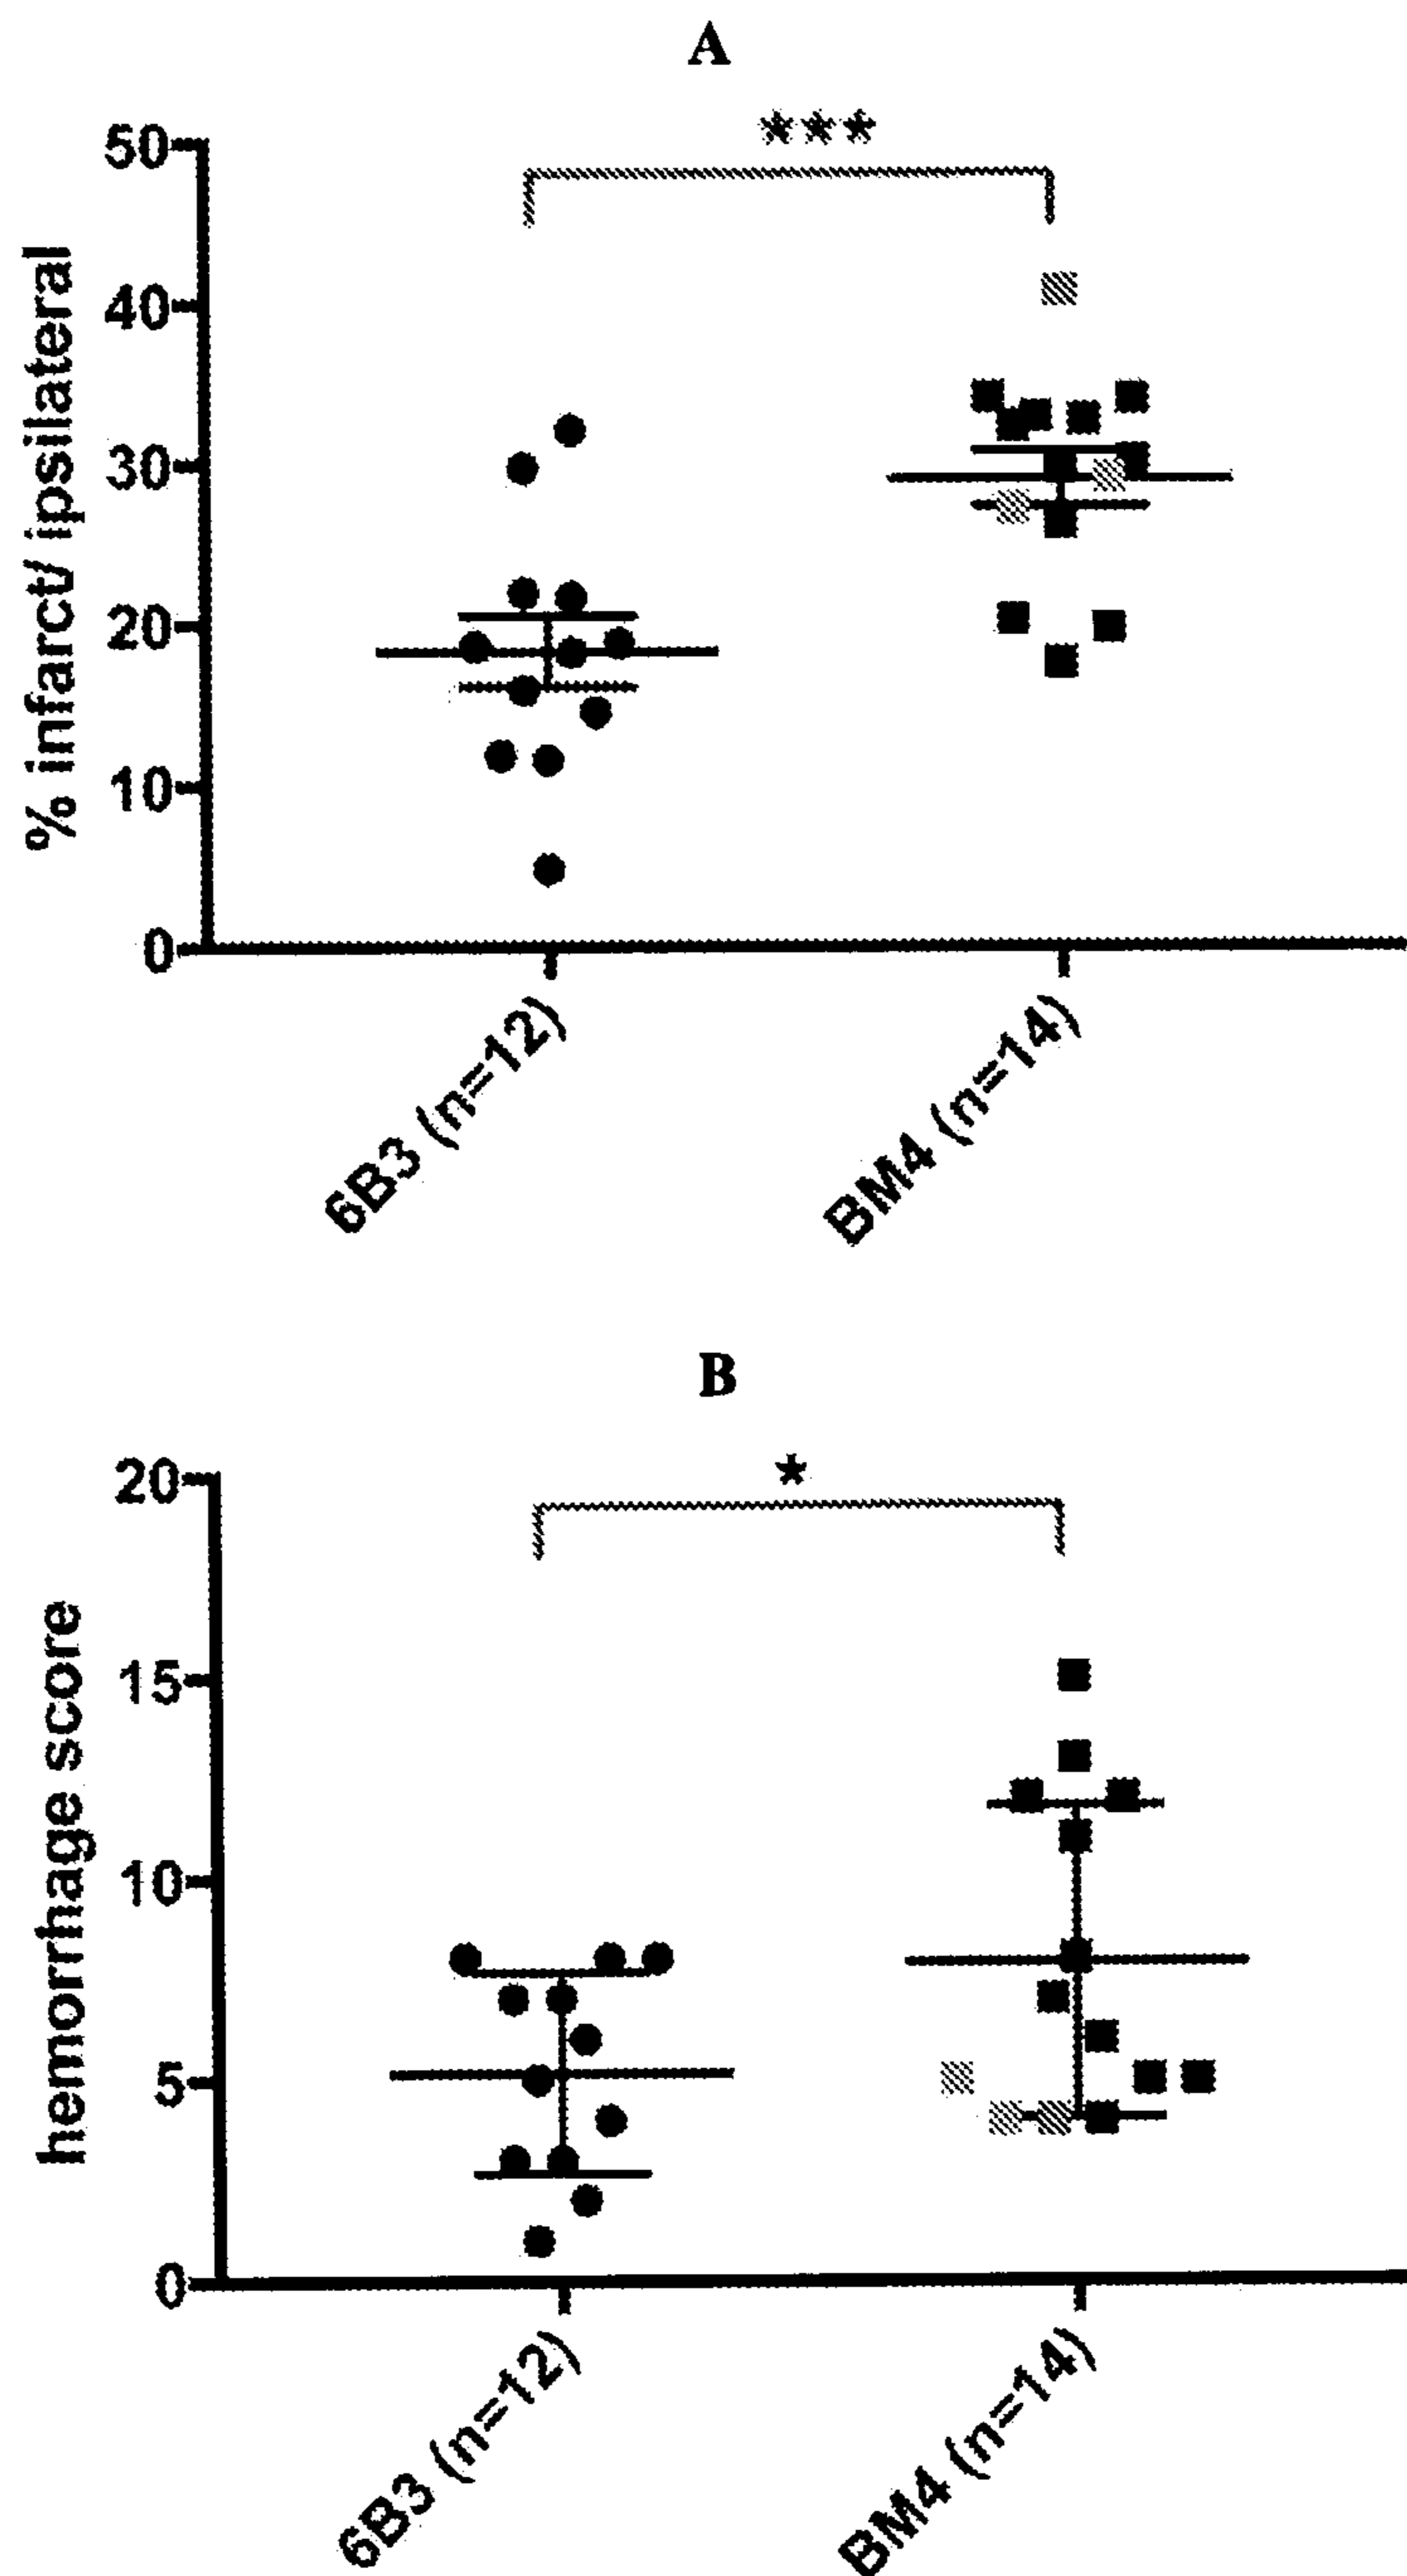 A
***
50
40
30
20
10
0
% infarct/ ipsilateral
6B3 (n=12)
BM4 (n=14)
B
*
20
15
10
5
0
hemorrhage score
6B3 (n=12)
BM4 (n=14)